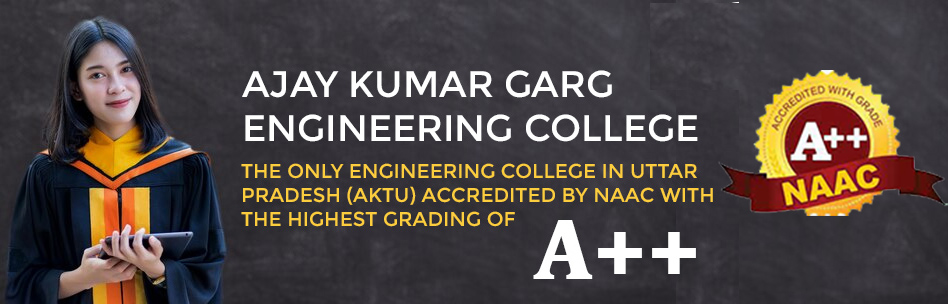 AJAY KUMAR GARG
ENGINEERING COLLEGE
THE ONLY ENGINEERING COLLEGE IN UTTAR
PRADESH (AKTU) ACCREDITED BY NAAC WITH
THE HIGHEST GRADING OF
A++
ACCREDITED WITH GRADE
A++
NAAC